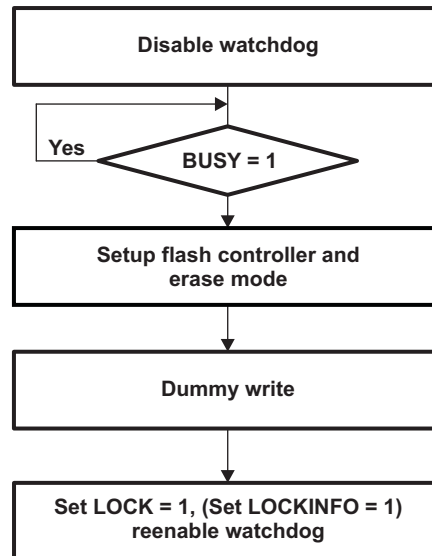 Disable watchdog
Yes
BUSY = 1
Setup flash controller and
erase mode
Dummy write
Set LOCK = 1, (Set LOCKINFO = 1)
reenable watchdog